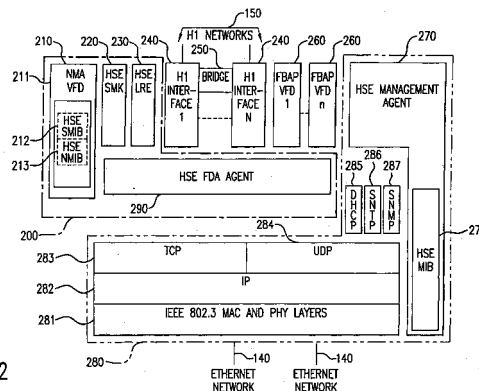 150
210 220 230 240 H1 NETWORKS 250 240 260 260 270
211
NMA
VFD
HSE
SMK
HSE
LRE
H1
INTER-
FACE
1
BRIDGE
H1
INTER-
FACE
N
FBAP
VFD
1
FBAP
VFD
n
HSE MANAGEMENT
AGENT
212
HSE
SMIB
213
HSE
NMIB
HSE FDA AGENT
290
200
285 286 287
DHCP
SNTP
SNMP
284
27
HSE MIB
283 TCP UDP
282 IP
281 IEEE 802.3 MAC AND PHY LAYERS
280
140 140
ETHERNET
NETWORK
ETHERNET
NETWORK
2